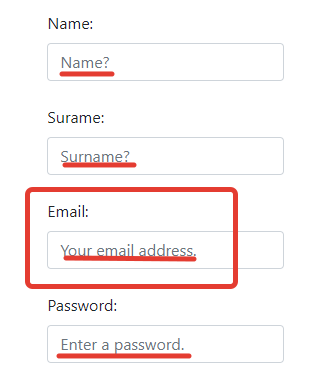 Name:
Name?
Surame:
Surname?
Email:
Your email address.
Password:
Enter a password.